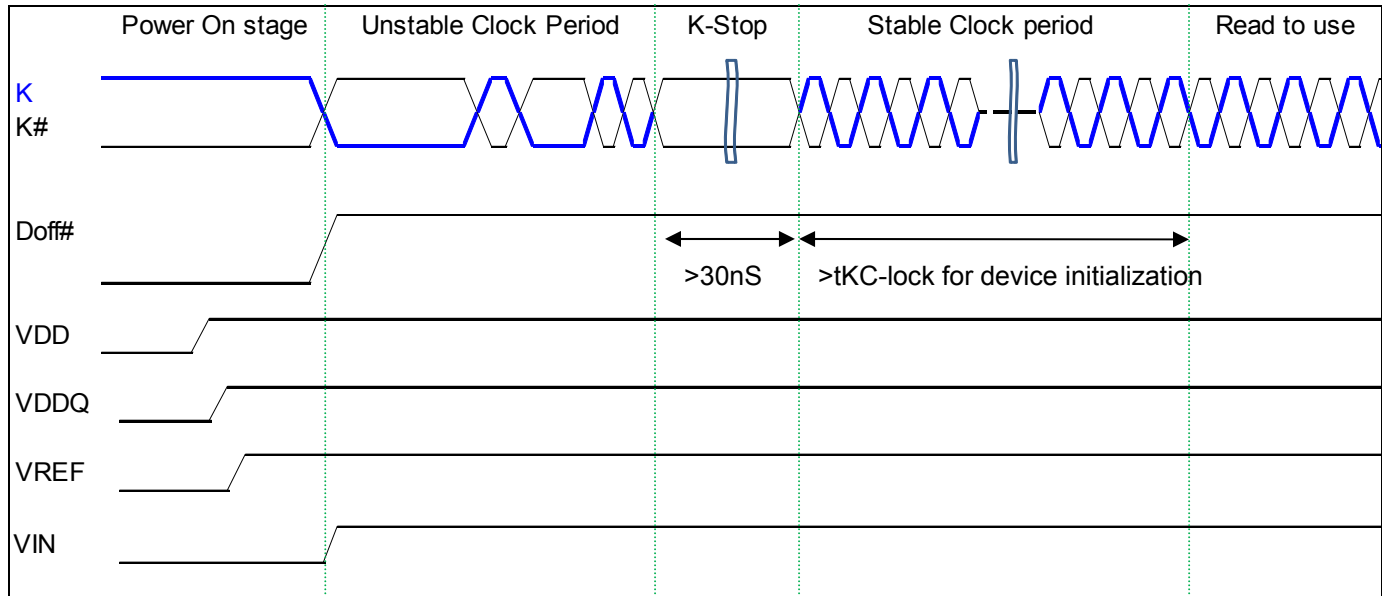 Power On stage Unstable Clock Period K-Stop Stable Clock period Read to use
K
K#
Doff#
>30nS >tKC-lock for device initialization
VDD
VDDQ
VREF
VIN